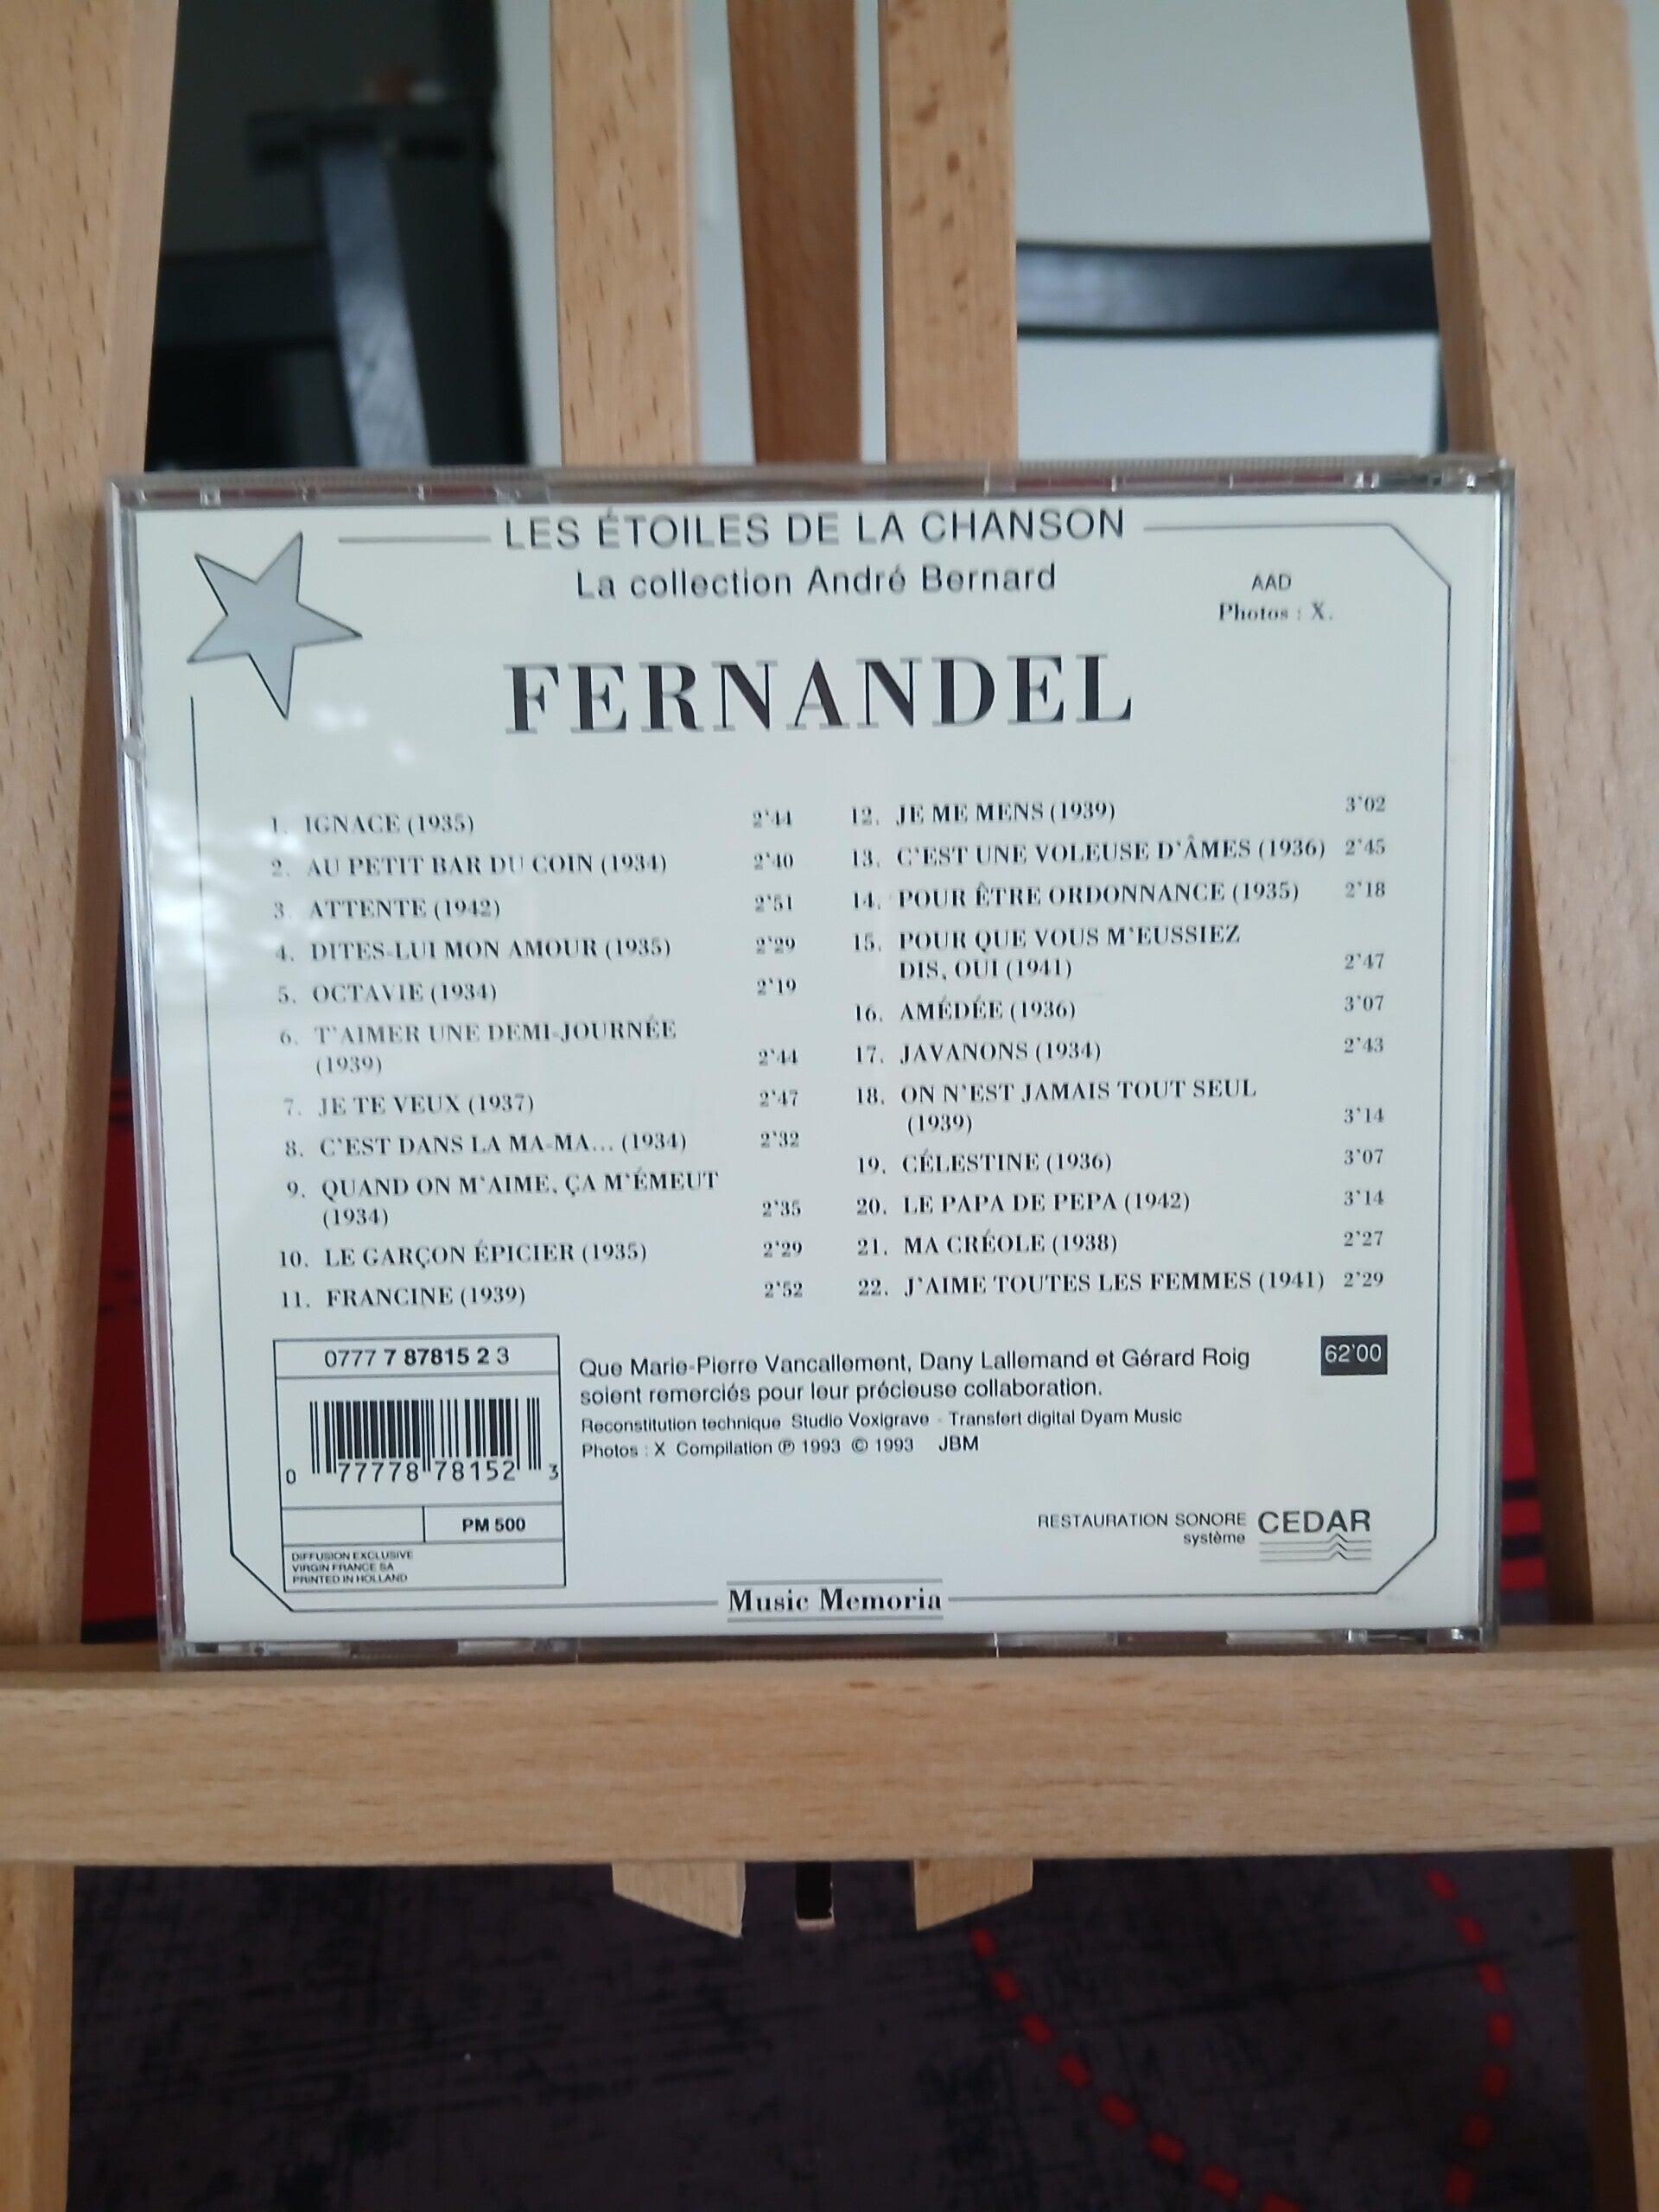 LES ÉTOILES DE LA CHANSON
La collection André Bernard
AAD
Photos : X.
FERNANDEL
1. IGNACE (1935) 2'44
2. AU PETIT BAR DU COIN (1934) 2'40
3. ATTENTE (1942) 2'51
4. DITES-LUI MON AMOUR (1935) 2'29
5. OCTAVIE (1934) 2'19
6. T'AIMER UNE DEMI-JOURNÉE
(1939) 2'44
7. JE TE VEUX (1937) 2'47
8. C'EST DANS LA MA-MA... (1934) 2'32
9. QUAND ON M'AIME, ÇA M'ÉMEUT
(1934) 2'35
10. LE GARÇON ÉPICIER (1935) 2'29
11. FRANCINE (1939) 2'52
12. JE ME MENS (1939) 3'02
13. C'EST UNE VOLEUSE D'ÂMES (1936) 2'45
14. POUR ÊTRE ORDONNANCE (1935) 2'18
15. POUR QUE VOUS M'EUSSIEZ
DIS, OUI (1941) 2'47
16. AMÉDÉE (1936) 3'07
17. JAVANONS (1934) 2'43
18. ON N'EST JAMAIS TOUT SEUL
(1939) 3'14
19. CÉLESTINE (1936) 3'07
20. LE PAPA DE PEPA (1942) 3'14
21. MA CRÉOLE (1938) 2'27
22. J'AIME TOUTES LES FEMMES (1941) 2'29
0777 7 87815 2 3
0 77778 78152 3
PM 500
DIFFUSION EXCLUSIVE
VIRGIN FRANCE SA
PRINTED IN HOLLAND
Que Marie-Pierre Vancallement, Dany Lallemand et Gérard Roig
soient remerciés pour leur précieuse collaboration.
Reconstitution technique Studio Voxigrave - Transfert digital Dyam Music
Photos : X Compilation ℗ 1993 © 1993 JBM
62'00
RESTAURATION SONORE
système CEDAR
Music Memoria